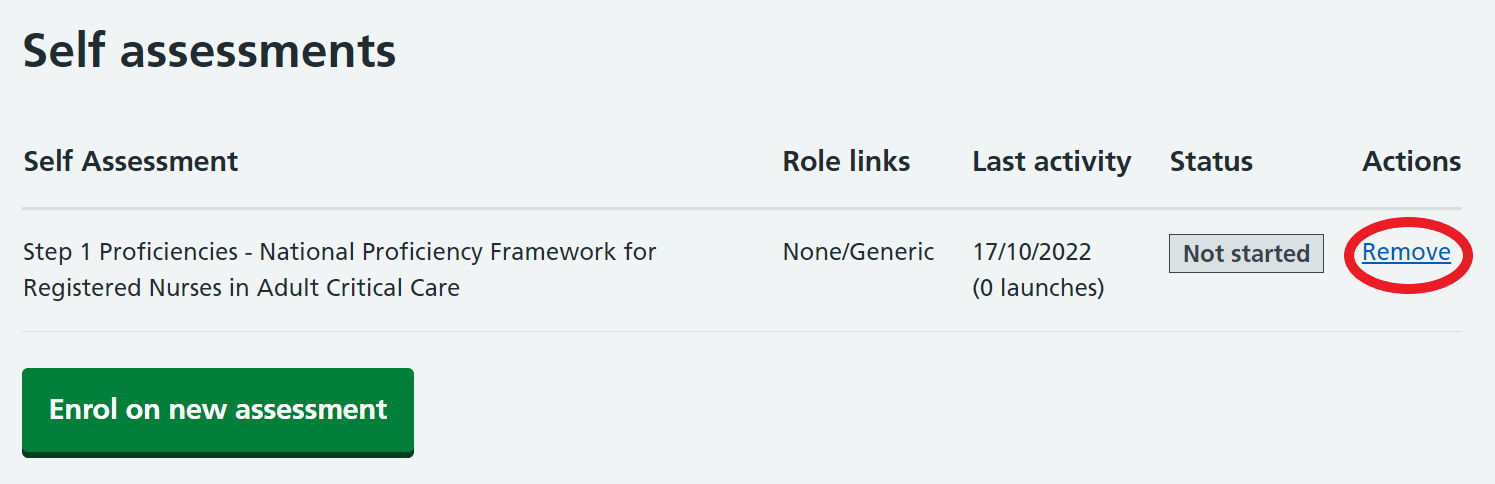 Self assessments
Self Assessment Role links Last activity Status Actions
Step 1 Proficiencies - National Proficiency Framework for None/Generic 17/10/2022 Not started Remove
Registered Nurses in Adult Critical Care (0 launches)
Enrol on new assessment